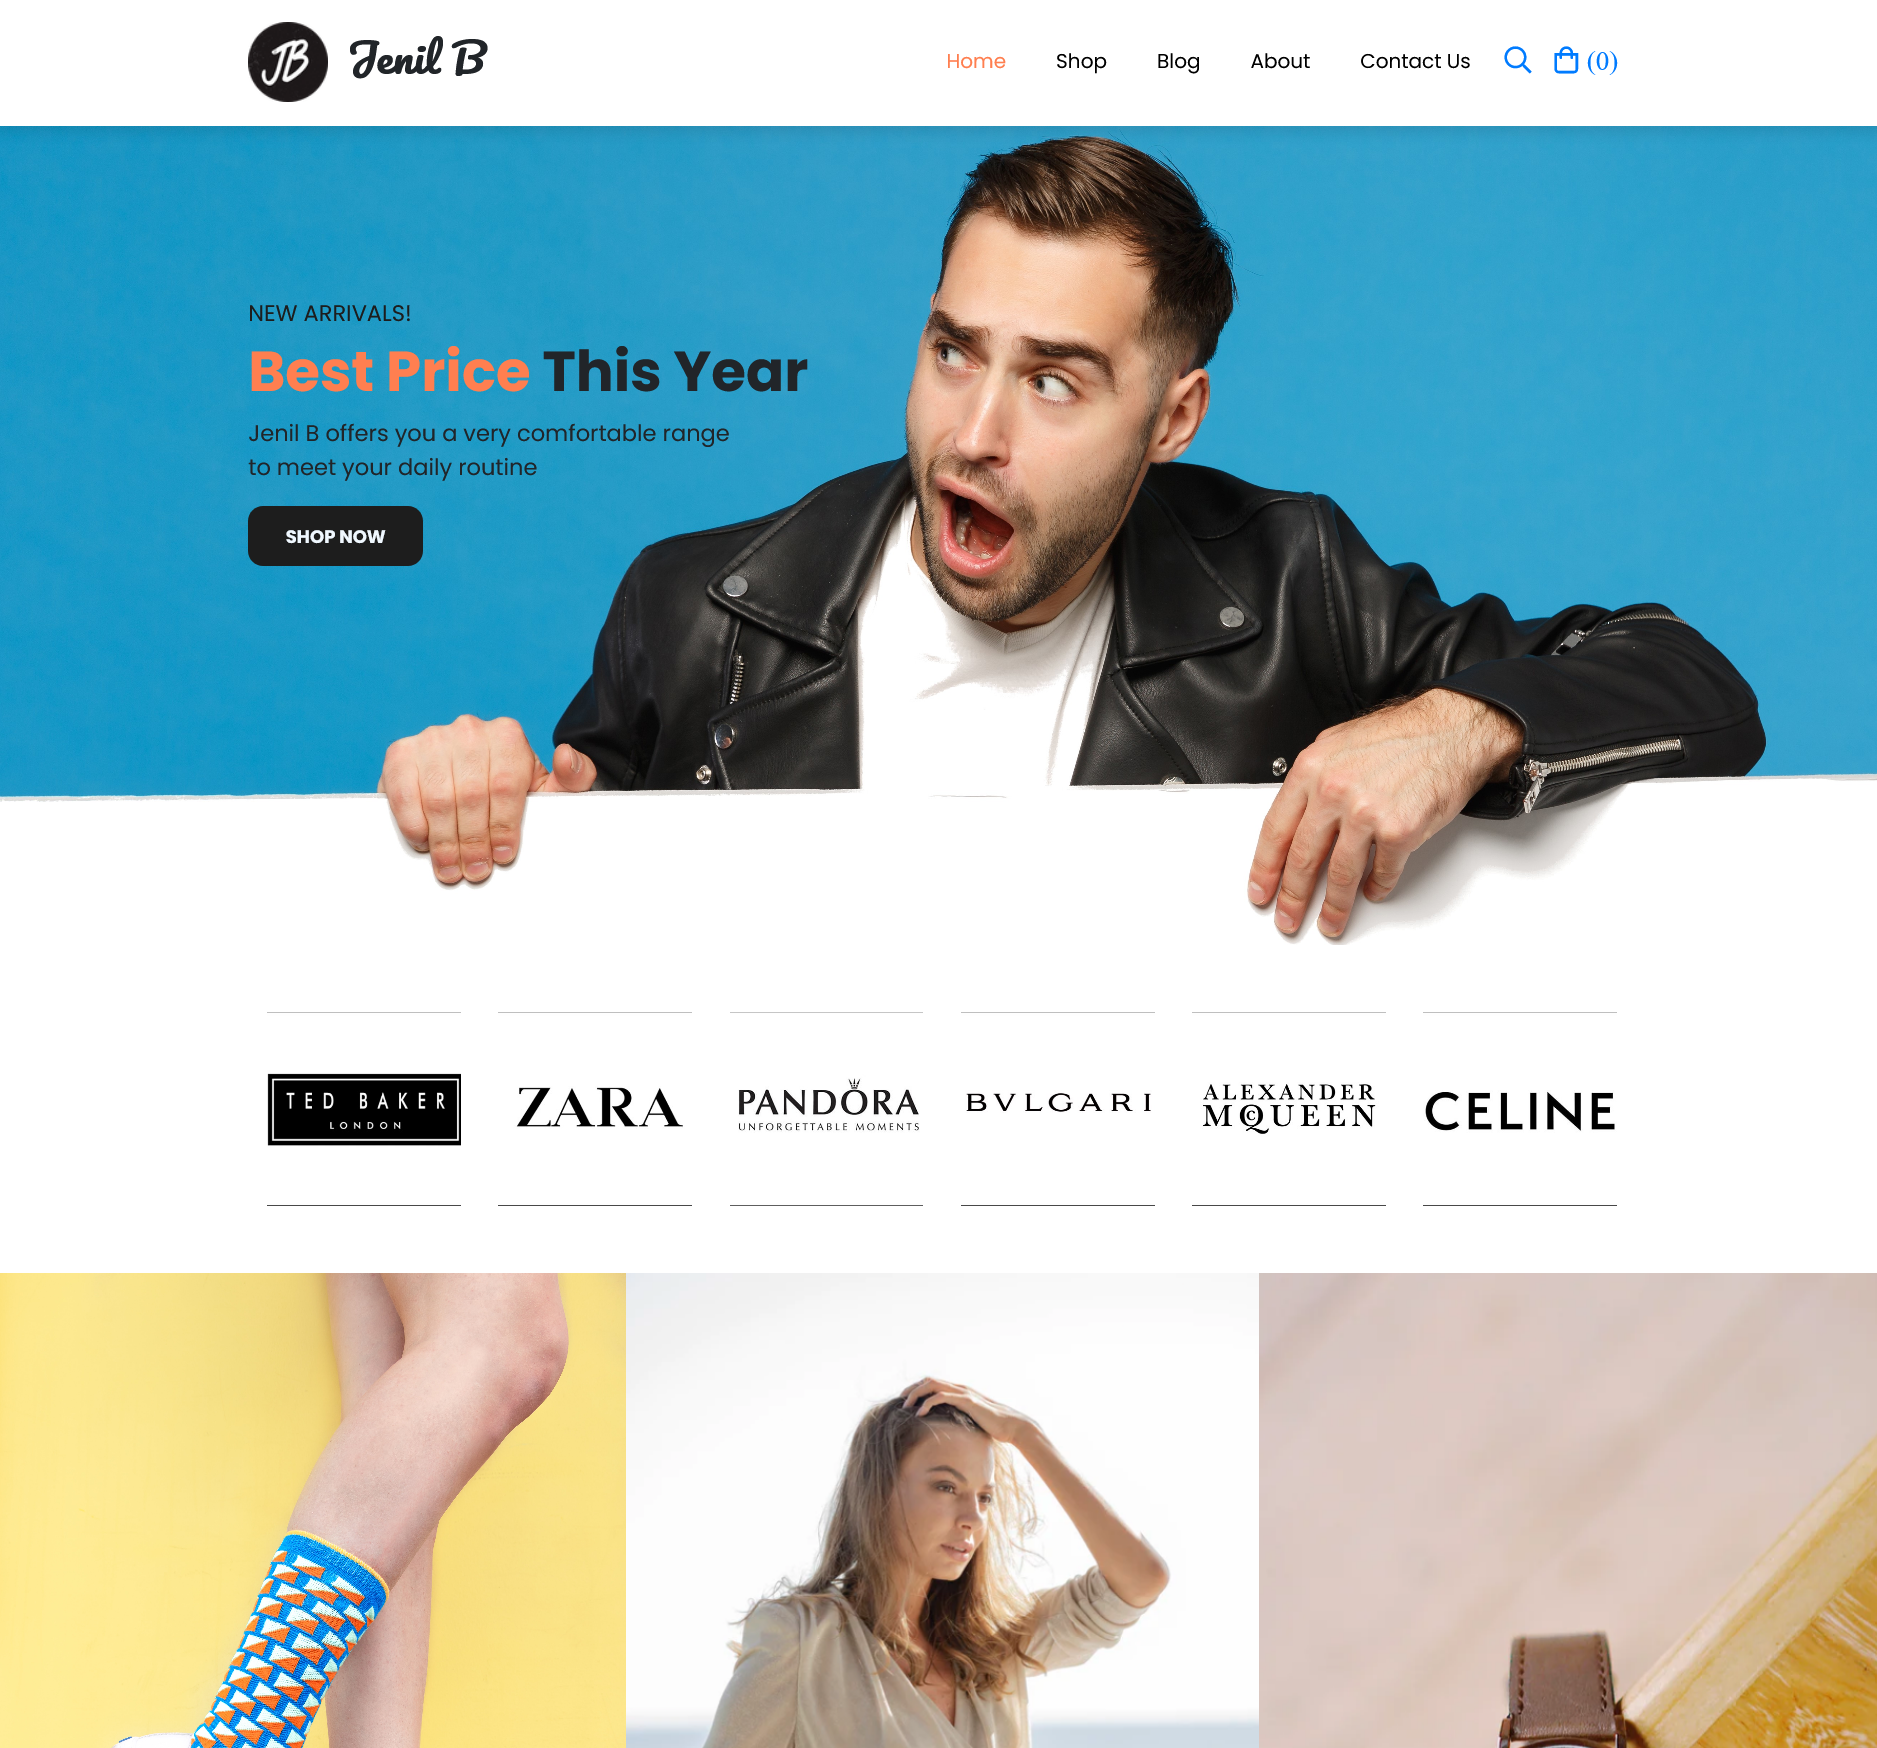 JB Jenil B
Home Shop Blog About Contact Us (0)
NEW ARRIVALS!
Best Price This Year
Jenil B offers you a very comfortable range
to meet your daily routine
SHOP NOW
TED BAKER
LONDON
ZARA
PANDORA
UNFORGETTABLE MOMENTS
BVLGARI
ALEXANDER
McQUEEN
CELINE